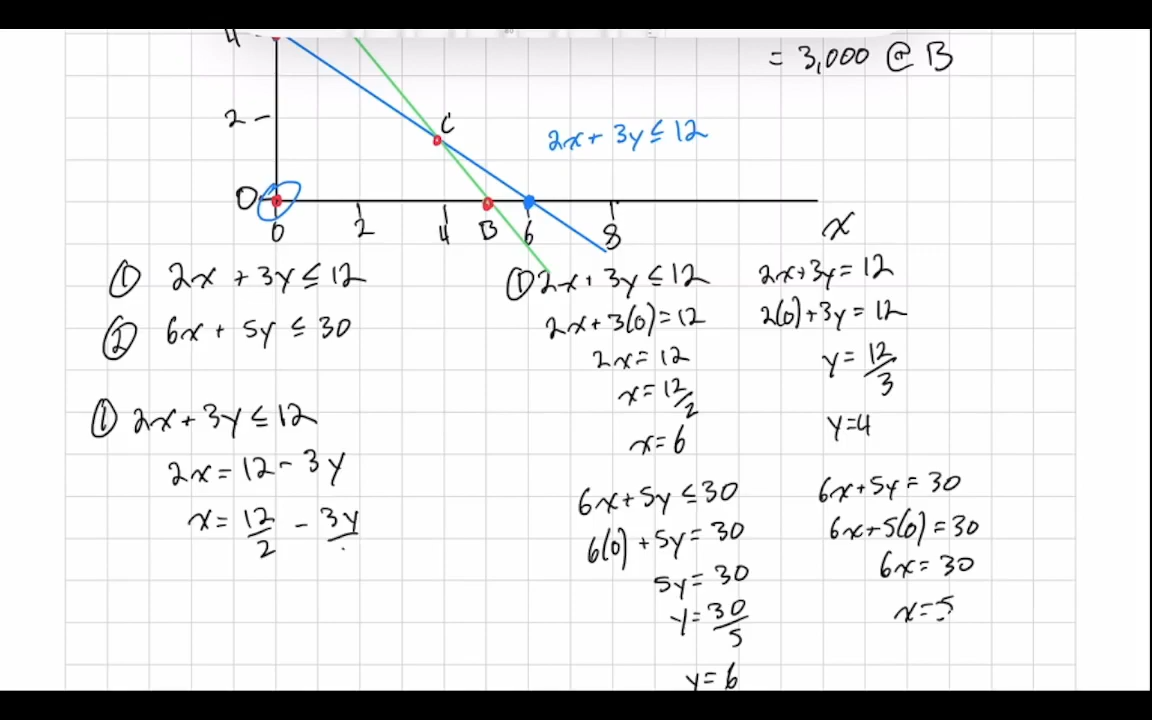 4
= 3,000 @ B
2
C
2x + 3y ≤ 12
0
0 2 4 B 6 8 x
① 2x + 3y ≤ 12
② 6x + 5y ≤ 30
① 2x + 3y ≤ 12
2x = 12 - 3y
x = 12/2 - 3y/
① 2x + 3y ≤ 12
2x + 3(0) = 12
2x = 12
x = 12/2
x = 6
2x + 3y = 12
2(0) + 3y = 12
y = 12/3
y = 4
6x + 5y ≤ 30
6(0) + 5y = 30
5y = 30
y = 30/5
y = 6
6x + 5y = 30
6x + 5(0) = 30
6x = 30
x = 5